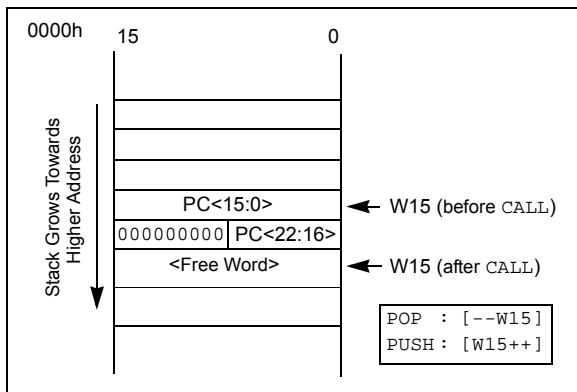 0000h
15 0
Stack Grows Towards
Higher Address
PC<15:0>
W15 (before CALL)
000000000 PC<22:16>
<Free Word>
W15 (after CALL)
POP : [--W15]
PUSH : [W15++]